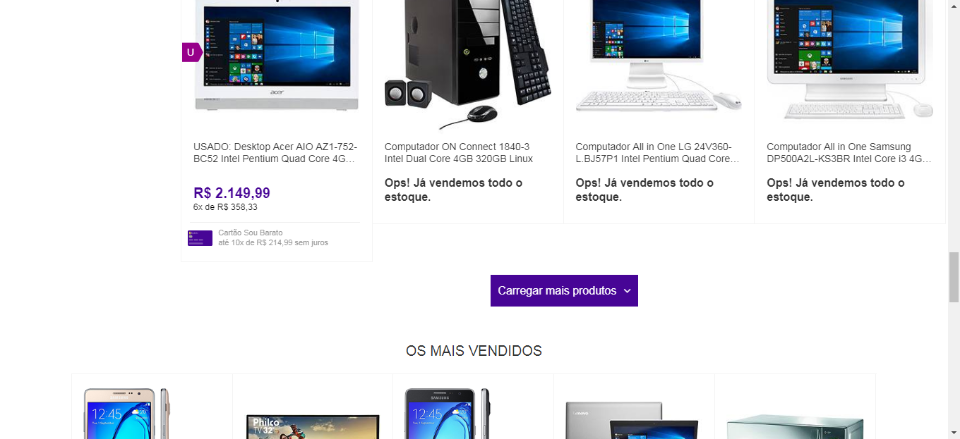 U
acer
USADO: Desktop Acer AIO AZ1-752-
BC52 Intel Pentium Quad Core 4G...
R$ 2.149,99
6x de R$ 358,33
Cartão Sou Barato
até 10x de R$ 214,99 sem juros
Computador ON Connect 1840-3
Intel Dual Core 4GB 320GB Linux
Ops! Já vendemos todo o
estoque.
Computador All in One LG 24V360-
L.BJ57P1 Intel Pentium Quad Core...
Ops! Já vendemos todo o
estoque.
Computador All in One Samsung
DP500A2L-KS3BR Intel Core i3 4G...
Ops! Já vendemos todo o
estoque.
Carregar mais produtos
OS MAIS VENDIDOS
12:45
Philco
TV 32
SAMSUNG
12:45